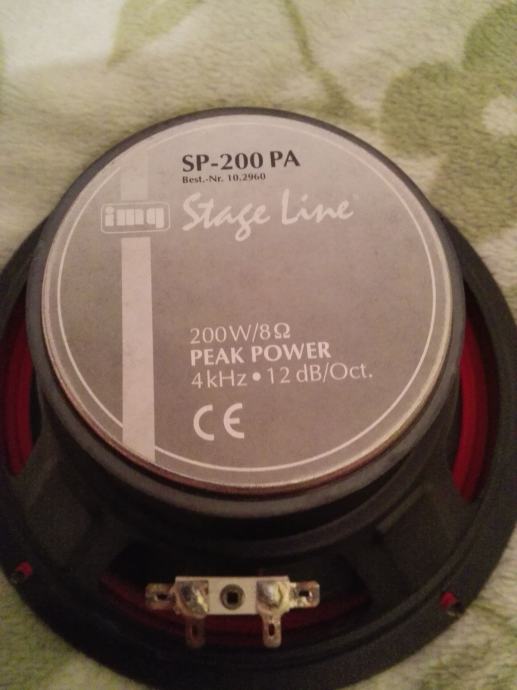 SP-200 PA
Best.-Nr. 10.2960
img Stage Line®
200W/8Ω
PEAK POWER
4kHz • 12 dB/Oct.
CE